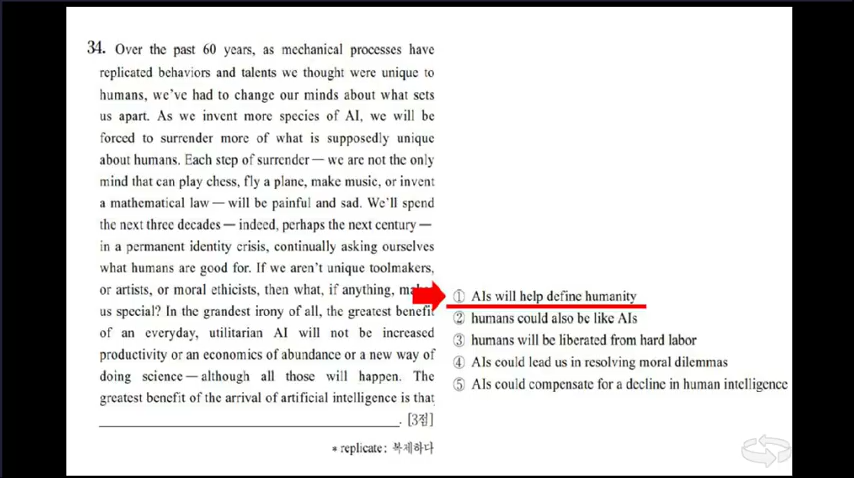 34. Over the past 60 years, as mechanical processes have
replicated behaviors and talents we thought were unique to
humans, we've had to change our minds about what sets
us apart. As we invent more species of AI, we will be
forced to surrender more of what is supposedly unique
about humans. Each step of surrender — we are not the only
mind that can play chess, fly a plane, make music, or invent
a mathematical law — will be painful and sad. We'll spend
the next three decades — indeed, perhaps the next century —
in a permanent identity crisis, continually asking ourselves
what humans are good for. If we aren't unique toolmakers,
or artists, or moral ethicists, then what, if anything,
us special? In the grandest irony of all, the greatest benefit
of an everyday, utilitarian AI will not be increased
productivity or an economics of abundance or a new way of
doing science — although all those will happen. The
greatest benefit of the arrival of artificial intelligence is that
. [3점]
* replicate: 복제하다
① AIs will help define humanity
② humans could also be like AIs
③ humans will be liberated from hard labor
④ AIs could lead us in resolving moral dilemmas
⑤ AIs could compensate for a decline in human intelligence